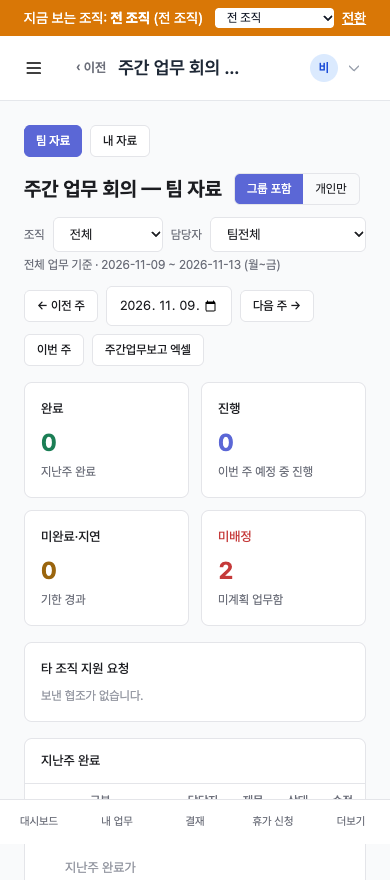 지금 보는 조직: 전 조직 (전 조직) 전 조직 전환
‹ 이전 주간 업무 회의 ... 비
팀 자료 내 자료
주간 업무 회의 — 팀 자료 그룹 포함 개인만
조직 전체 담당자 팀전체
전체 업무 기준 · 2026-11-09 ~ 2026-11-13 (월~금)
← 이전 주 2026. 11. 09. 다음 주 →
이번 주 주간업무보고 엑셀
완료 진행
0 0
지난주 완료 이번 주 예정 중 진행
미완료·지연 미배정
0 2
기한 경과 미계획 업무함
타 조직 지원 요청
보낸 협조가 없습니다.
지난주 완료
대시보드 내 업무 결재 휴가 신청 더보기
지난주 완료가